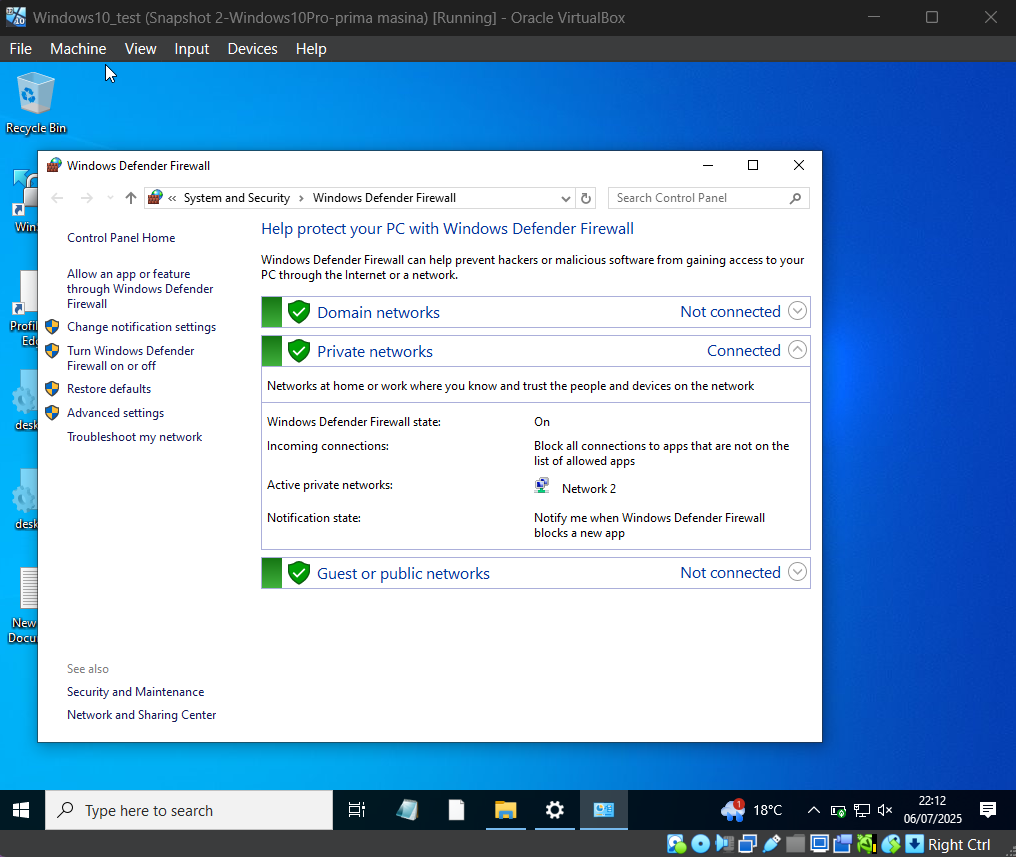 Windows10_test (Snapshot 2-Windows10Pro-prima masina) [Running] - Oracle VirtualBox
File Machine View Input Devices Help
Recycle Bin
Windows Defender Firewall
« System and Security › Windows Defender Firewall
Search Control Panel
Control Panel Home
Allow an app or feature
through Windows Defender
Firewall
Change notification settings
Turn Windows Defender
Firewall on or off
Restore defaults
Advanced settings
Troubleshoot my network
Help protect your PC with Windows Defender Firewall
Windows Defender Firewall can help prevent hackers or malicious software from gaining access to your
PC through the Internet or a network.
Domain networks Not connected
Private networks Connected
Networks at home or work where you know and trust the people and devices on the network
Windows Defender Firewall state: On
Incoming connections: Block all connections to apps that are not on the
list of allowed apps
Active private networks: Network 2
Notification state: Notify me when Windows Defender Firewall
blocks a new app
Guest or public networks Not connected
See also
Security and Maintenance
Network and Sharing Center
Win
Profil
Ed
desk
desk
New
Docu
Type here to search
1
18°C
22:12
06/07/2025
Right Ctrl